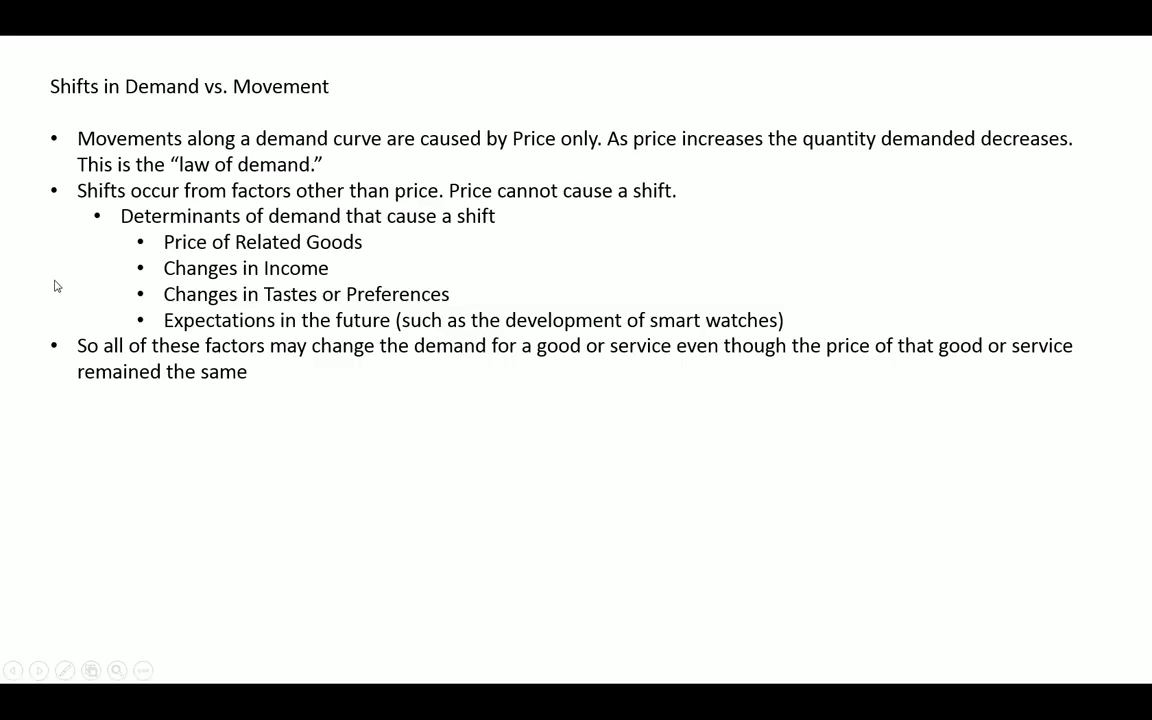 Shifts in Demand vs. Movement
• Movements along a demand curve are caused by Price only. As price increases the quantity demanded decreases.
This is the “law of demand.”
• Shifts occur from factors other than price. Price cannot cause a shift.
• Determinants of demand that cause a shift
• Price of Related Goods
• Changes in Income
• Changes in Tastes or Preferences
• Expectations in the future (such as the development of smart watches)
• So all of these factors may change the demand for a good or service even though the price of that good or service
remained the same